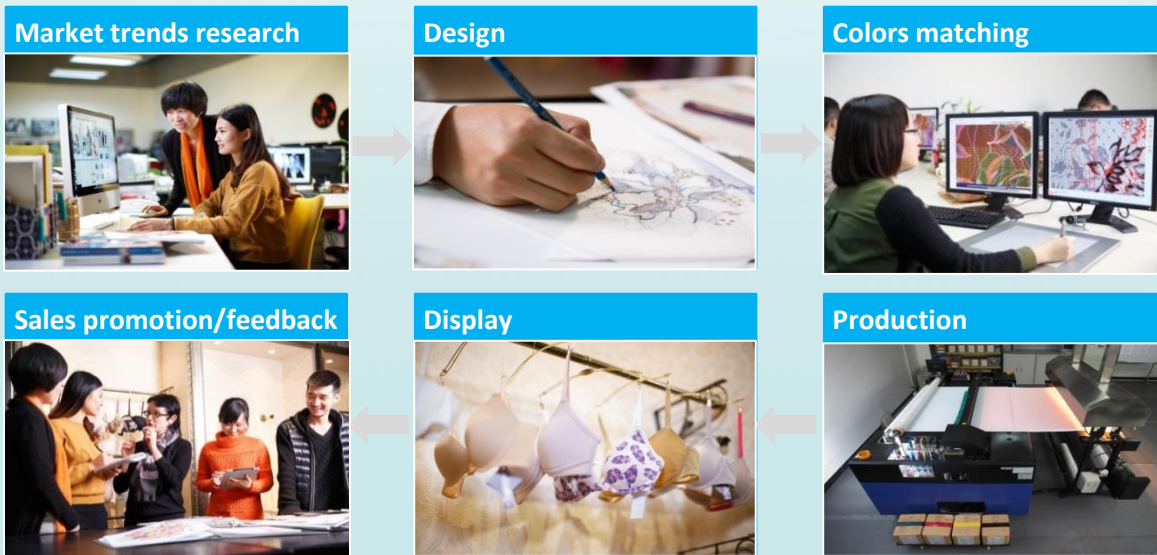 Market trends research
Design
Colors matching
Sales promotion/feedback
Display
Production